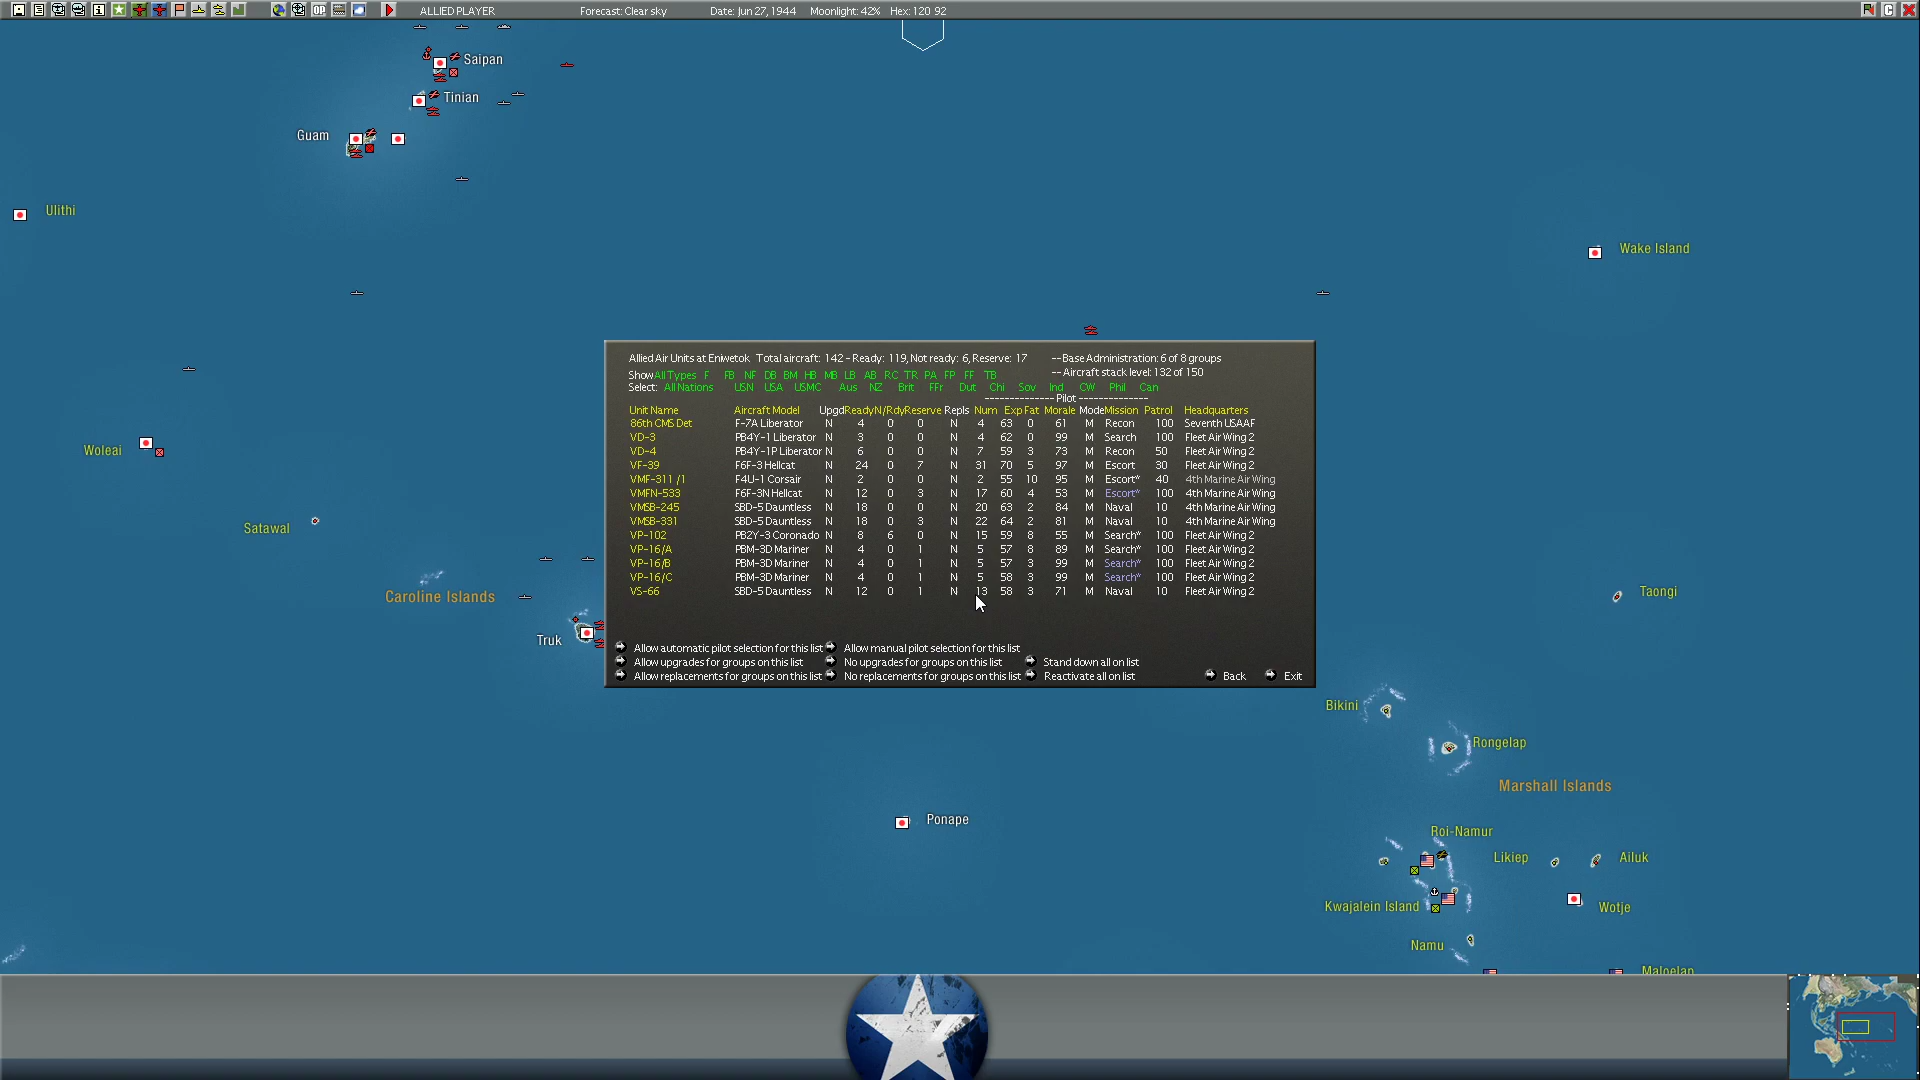 ALLIED PLAYER Forecast: Clear sky Date: Jun 27, 1944 Moonlight: 42% Hex: 120 92
Saipan
Tinian
Guam
Ulithi
Wake Island
Allied Air Units at Eniwetok Total aircraft: 142 - Ready: 119, Not ready: 6, Reserve: 17 --Base Administration: 6 of 8 groups
-- Aircraft stack level: 132 of 150
Show All Types F FB NF DB BM HB MB LB AB RC TR PA FP FF TB
Select: All Nations USN USA USMC Aus NZ Brit FFr Dut Chi Sov Ind CW Phil Can
-------------- Pilot --------------
Unit Name Aircraft Model Upgd Ready N/Rdy Reserve Repls Num Exp Fat Morale Mode Mission Patrol Headquarters
86th CMS Det F-7A Liberator N 4 0 0 N 4 63 0 61 M Recon 100 Seventh USAAF
VD-3 PB4Y-1 Liberator N 3 0 0 N 4 62 0 99 M Search 100 Fleet Air Wing 2
VD-4 PB4Y-1P Liberator N 6 0 0 N 7 59 3 73 M Recon 50 Fleet Air Wing 2
VF-39 F6F-3 Hellcat N 24 0 7 N 31 70 5 97 M Escort 30 Fleet Air Wing 2
VMF-311 /1 F4U-1 Corsair N 2 0 0 N 2 55 10 95 M Escort* 40 4th Marine Air Wing
VMFN-533 F6F-3N Hellcat N 12 0 3 N 17 60 4 53 M Escort* 100 4th Marine Air Wing
VMSB-245 SBD-5 Dauntless N 18 0 0 N 20 63 2 84 M Naval 10 4th Marine Air Wing
VMSB-331 SBD-5 Dauntless N 18 0 3 N 22 64 2 81 M Naval 10 4th Marine Air Wing
VP-102 PB2Y-3 Coronado N 8 6 0 N 15 59 8 55 M Search* 100 Fleet Air Wing 2
VP-16/A PBM-3D Mariner N 4 0 1 N 5 57 8 89 M Search* 100 Fleet Air Wing 2
VP-16/B PBM-3D Mariner N 4 0 1 N 5 57 3 99 M Search* 100 Fleet Air Wing 2
VP-16/C PBM-3D Mariner N 4 0 1 N 5 58 3 99 M Search* 100 Fleet Air Wing 2
VS-66 SBD-5 Dauntless N 12 0 1 N 13 58 3 71 M Naval 10 Fleet Air Wing 2
Allow automatic pilot selection for this list Allow manual pilot selection for this list
Allow upgrades for groups on this list No upgrades for groups on this list Stand down all on list
Allow replacements for groups on this list No replacements for groups on this list Reactivate all on list Back Exit
Woleai
Satawal
Caroline Islands
Truk
Taongi
Bikini
Rongelap
Marshall Islands
Ponape
Roi-Namur
Likiep
Ailuk
Kwajalein Island
Wotje
Namu
Maloelap